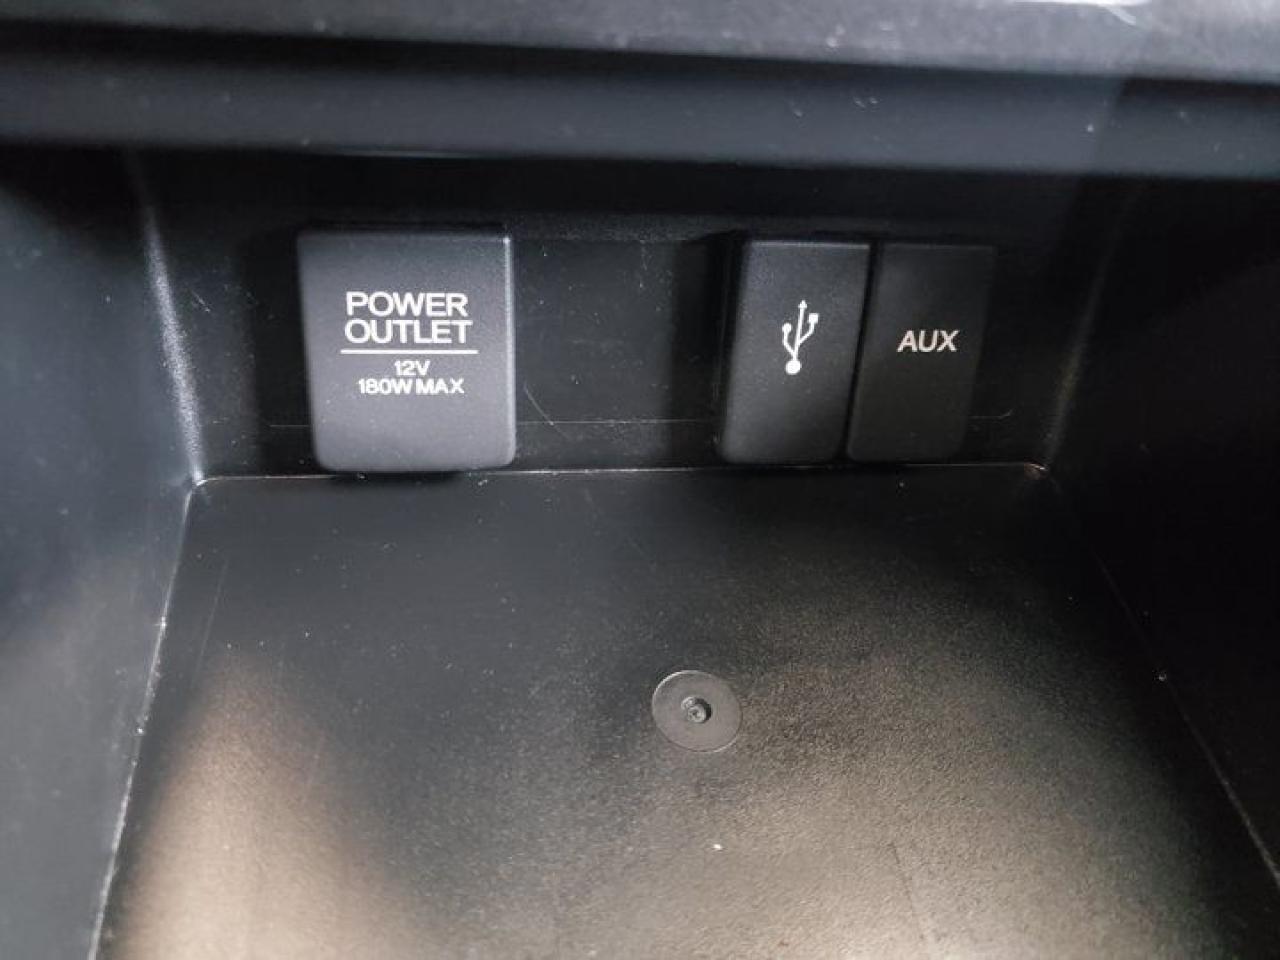 POWER
OUTLET
12V
180W MAX
AUX